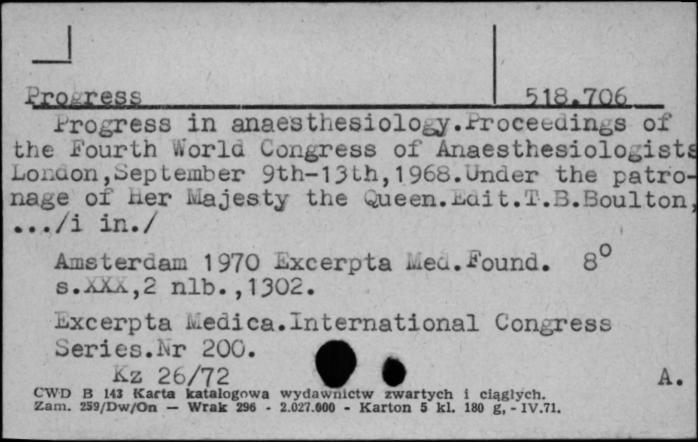 Progress 518.706
Progress in anaesthesiology.Proceedings of
the Fourth World Congress of Anaesthesiologists
London,September 9th-13th,1968.Under the patro-
nage of Her Majesty the Queen.Edit.T.B.Boulton,
.../i in./
Amsterdam 1970 Excerpta Med.Found. 8°
s.XXX,2 nlb.,1302.
Excerpta Medica.International Congress
Series.Nr 200.
Kz 26/72 A.
CWD B 143 Karta katalogowa wydawnictw zwartych i ciągłych.
Zam. 259/Dw/On — Wrak 296 - 2.027.000 - Karton 5 kl. 180 g, - IV.71.